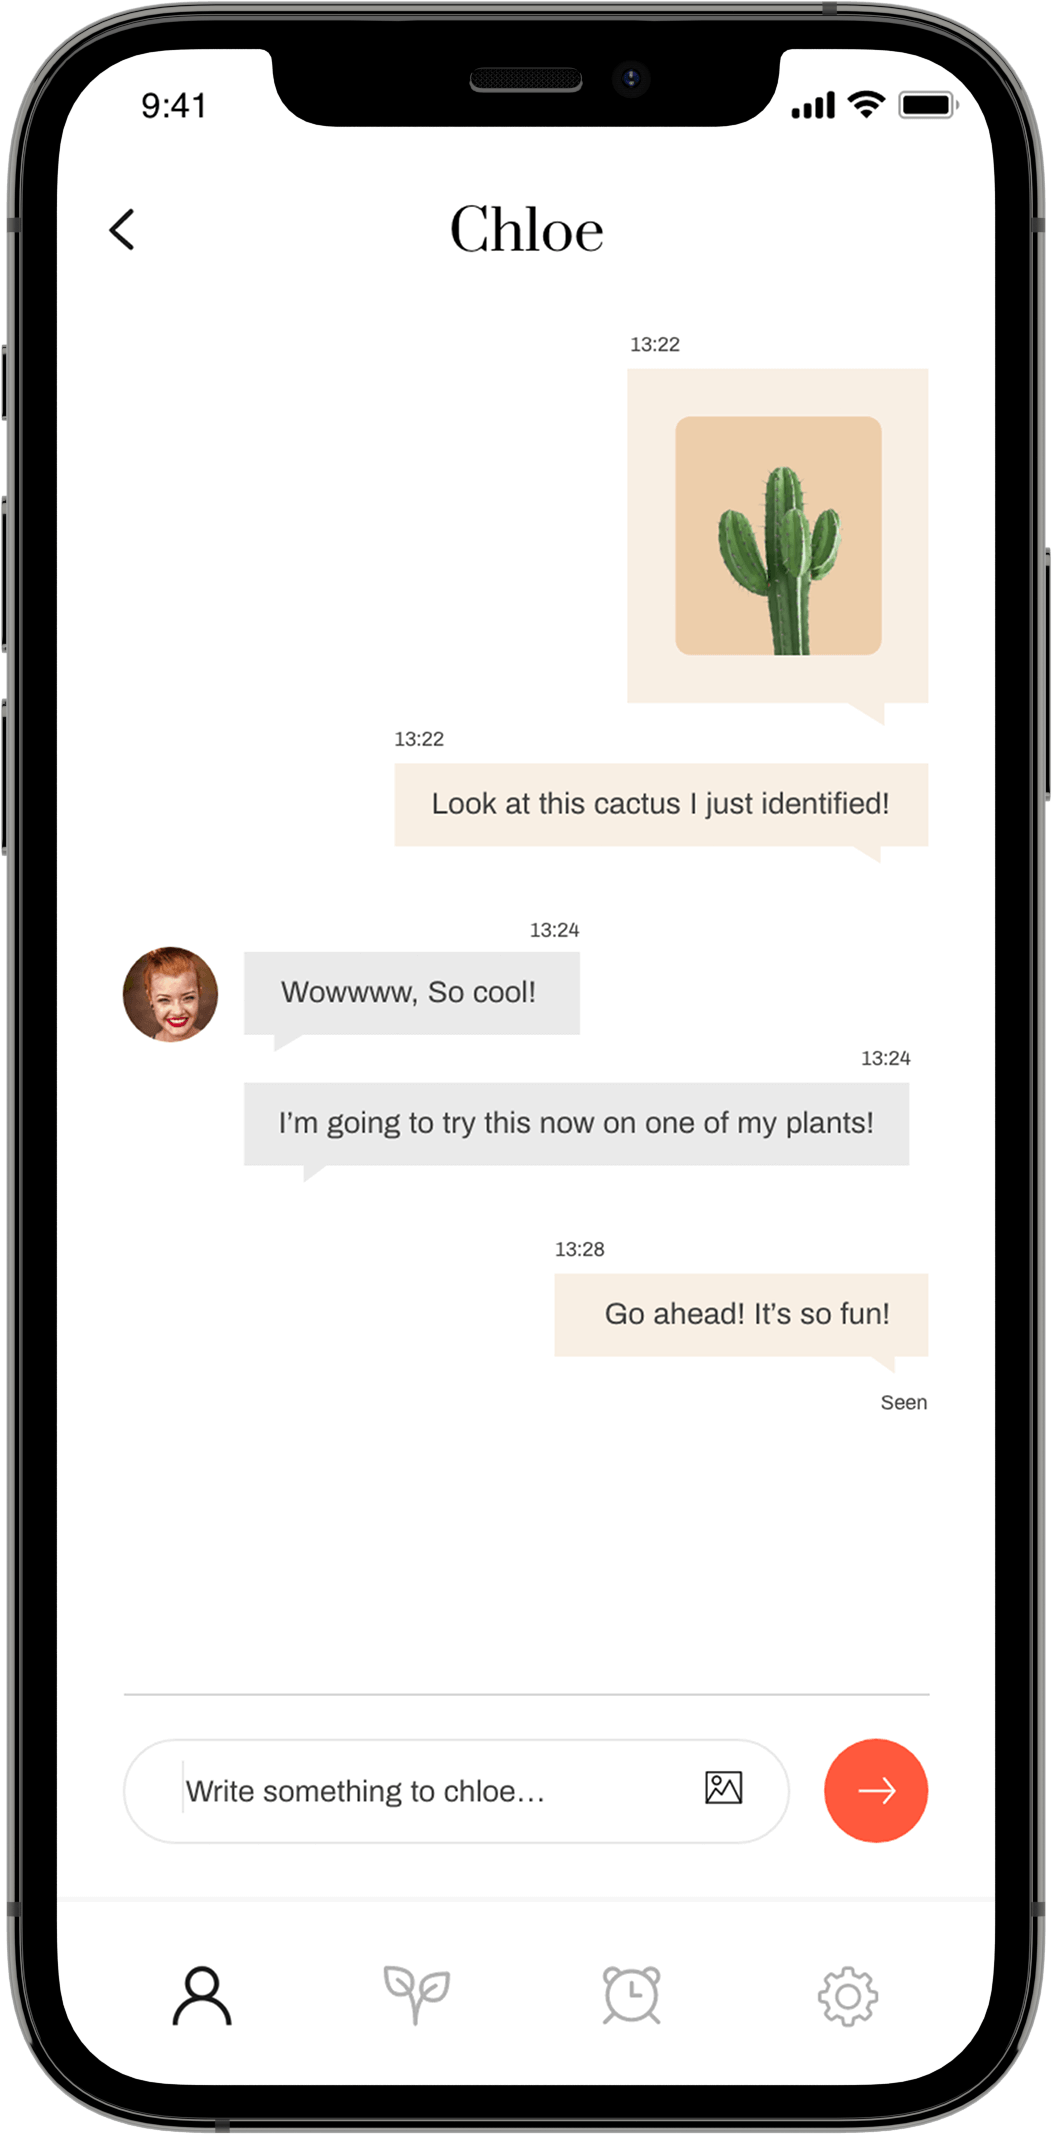 9:41
Chloe
13:22
13:22
Look at this cactus I just identified!
13:24
Wowwww, So cool!
13:24
I’m going to try this now on one of my plants!
13:28
Go ahead! It’s so fun!
Seen
Write something to chloe...